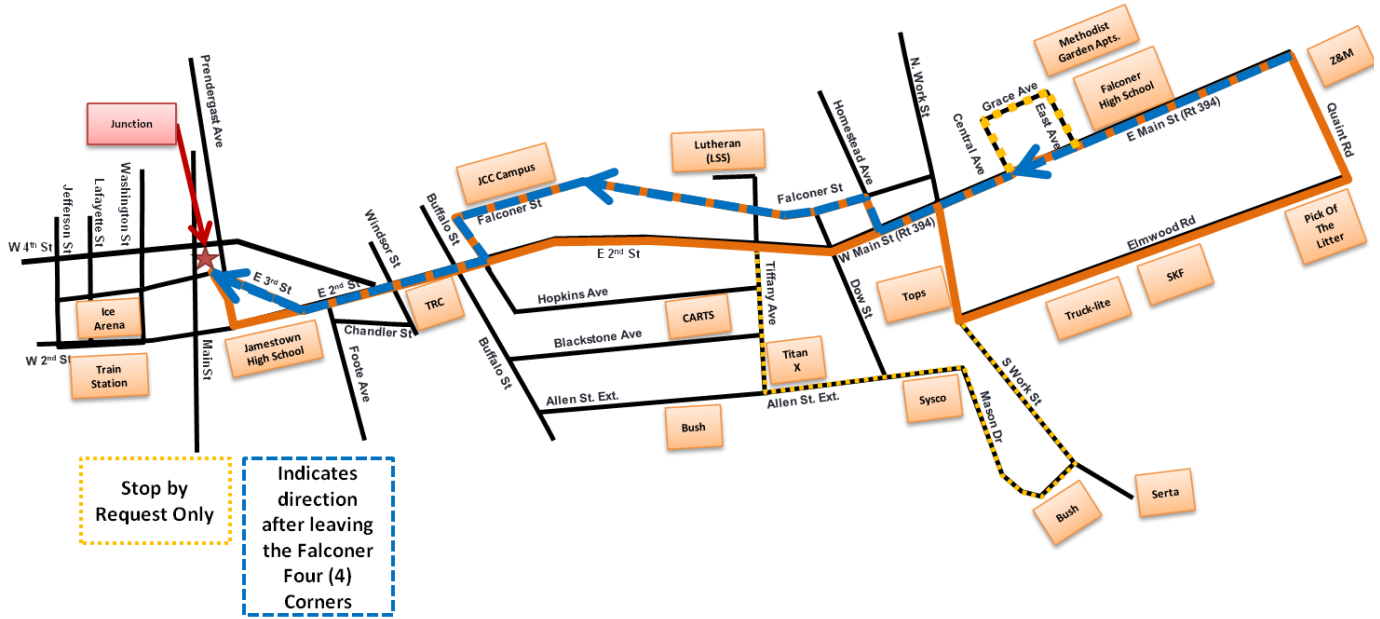 Prendergast Ave
Junction
Jefferson St
Lafayette St
Washington St
W 4th St
W 2nd St
Ice
Arena
Train
Station
MainSt
E 3rd St
Jamestown
High School
E 2nd St
Chandler St
Foote Ave
Windsor St
TRC
Buffalo St
Buffalo St
JCC Campus
Falconer St
E 2nd St
Hopkins Ave
Blackstone Ave
Allen St. Ext.
CARTS
Bush
Lutheran
(LSS)
Tiffany Ave
Titan
X
Allen St. Ext.
Falconer St
Homestead Ave
Dow St
W Main St (Rt 394)
N. Work St
Tops
Sysco
Mason Dr
S Work St
Bush
Serta
Central Ave
Grace Ave
East Ave
Methodist
Garden Apts.
Falconer
High School
E Main St (Rt 394)
Z&M
Quaint Rd
Elmwood Rd
Truck-lite
SKF
Pick Of
The
Litter
Stop by
Request Only
Indicates
direction
after leaving
the Falconer
Four (4)
Corners